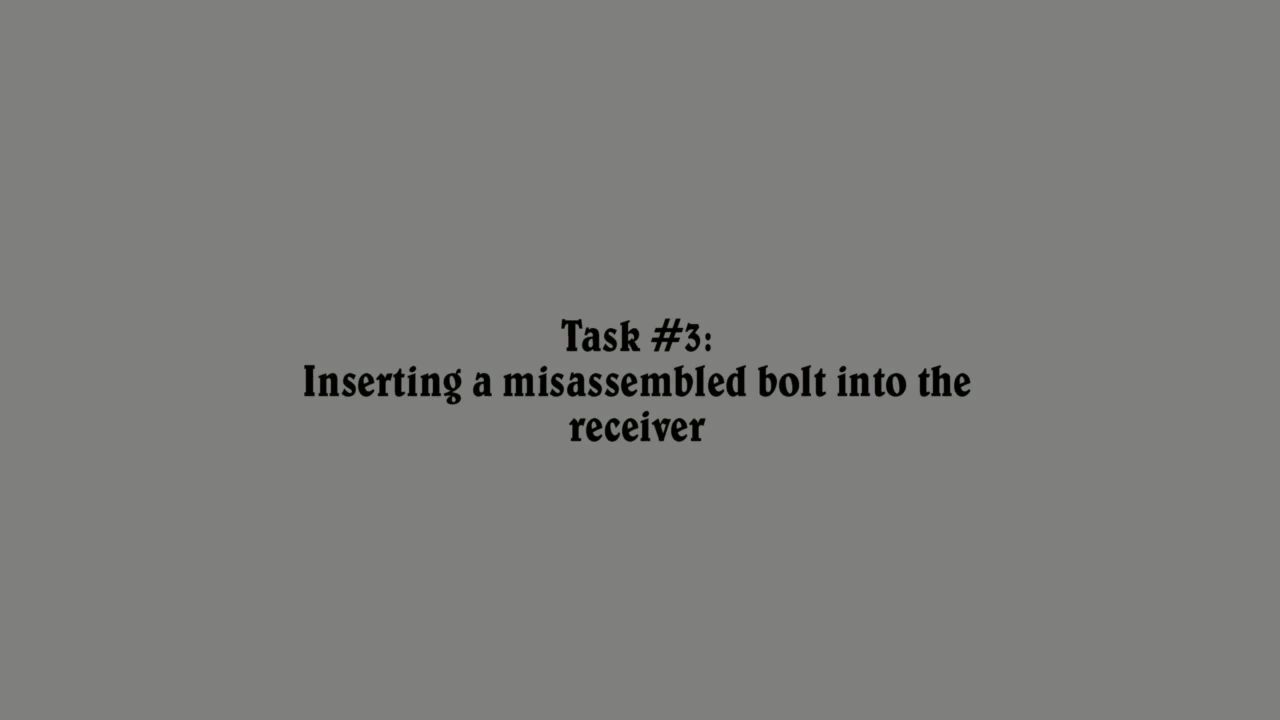 Task #3:
Inserting a misassembled bolt into the
receiver